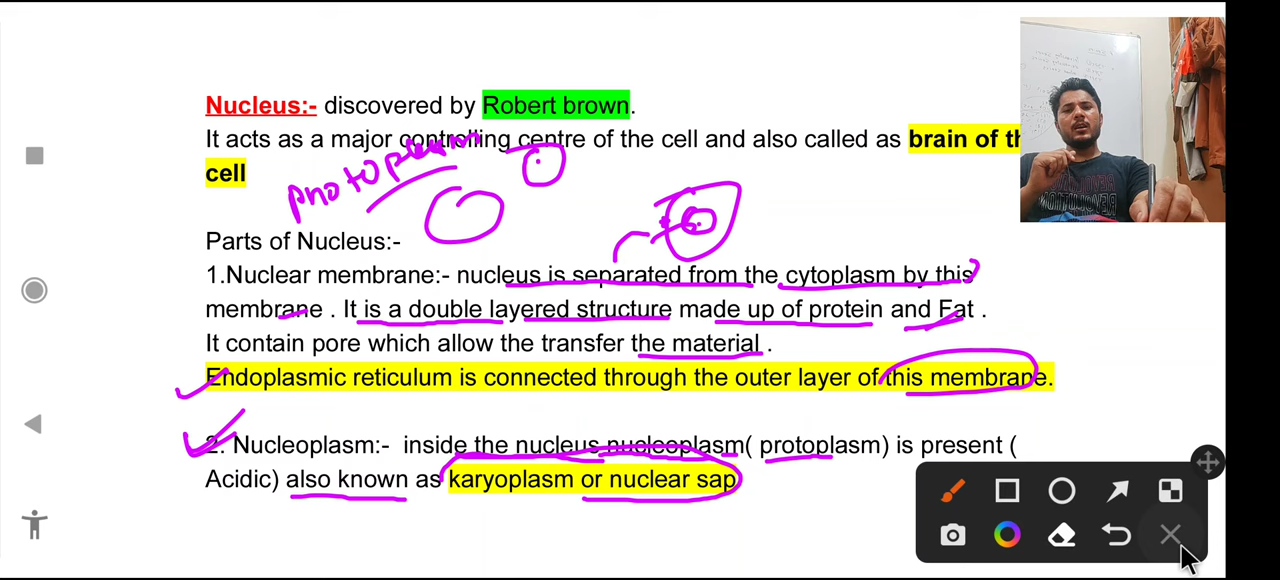 Nucleus:- discovered by Robert brown.
It acts as a major controlling centre of the cell and also called as brain of th
cell
photoplasm
Parts of Nucleus:-
1.Nuclear membrane:- nucleus is separated from the cytoplasm by this
membrane . It is a double layered structure made up of protein and Fat .
It contain pore which allow the transfer the material .
Endoplasmic reticulum is connected through the outer layer of this membrane.
2. Nucleoplasm:- inside the nucleus nucleoplasm( protoplasm) is present (
Acidic) also known as karyoplasm or nuclear sap